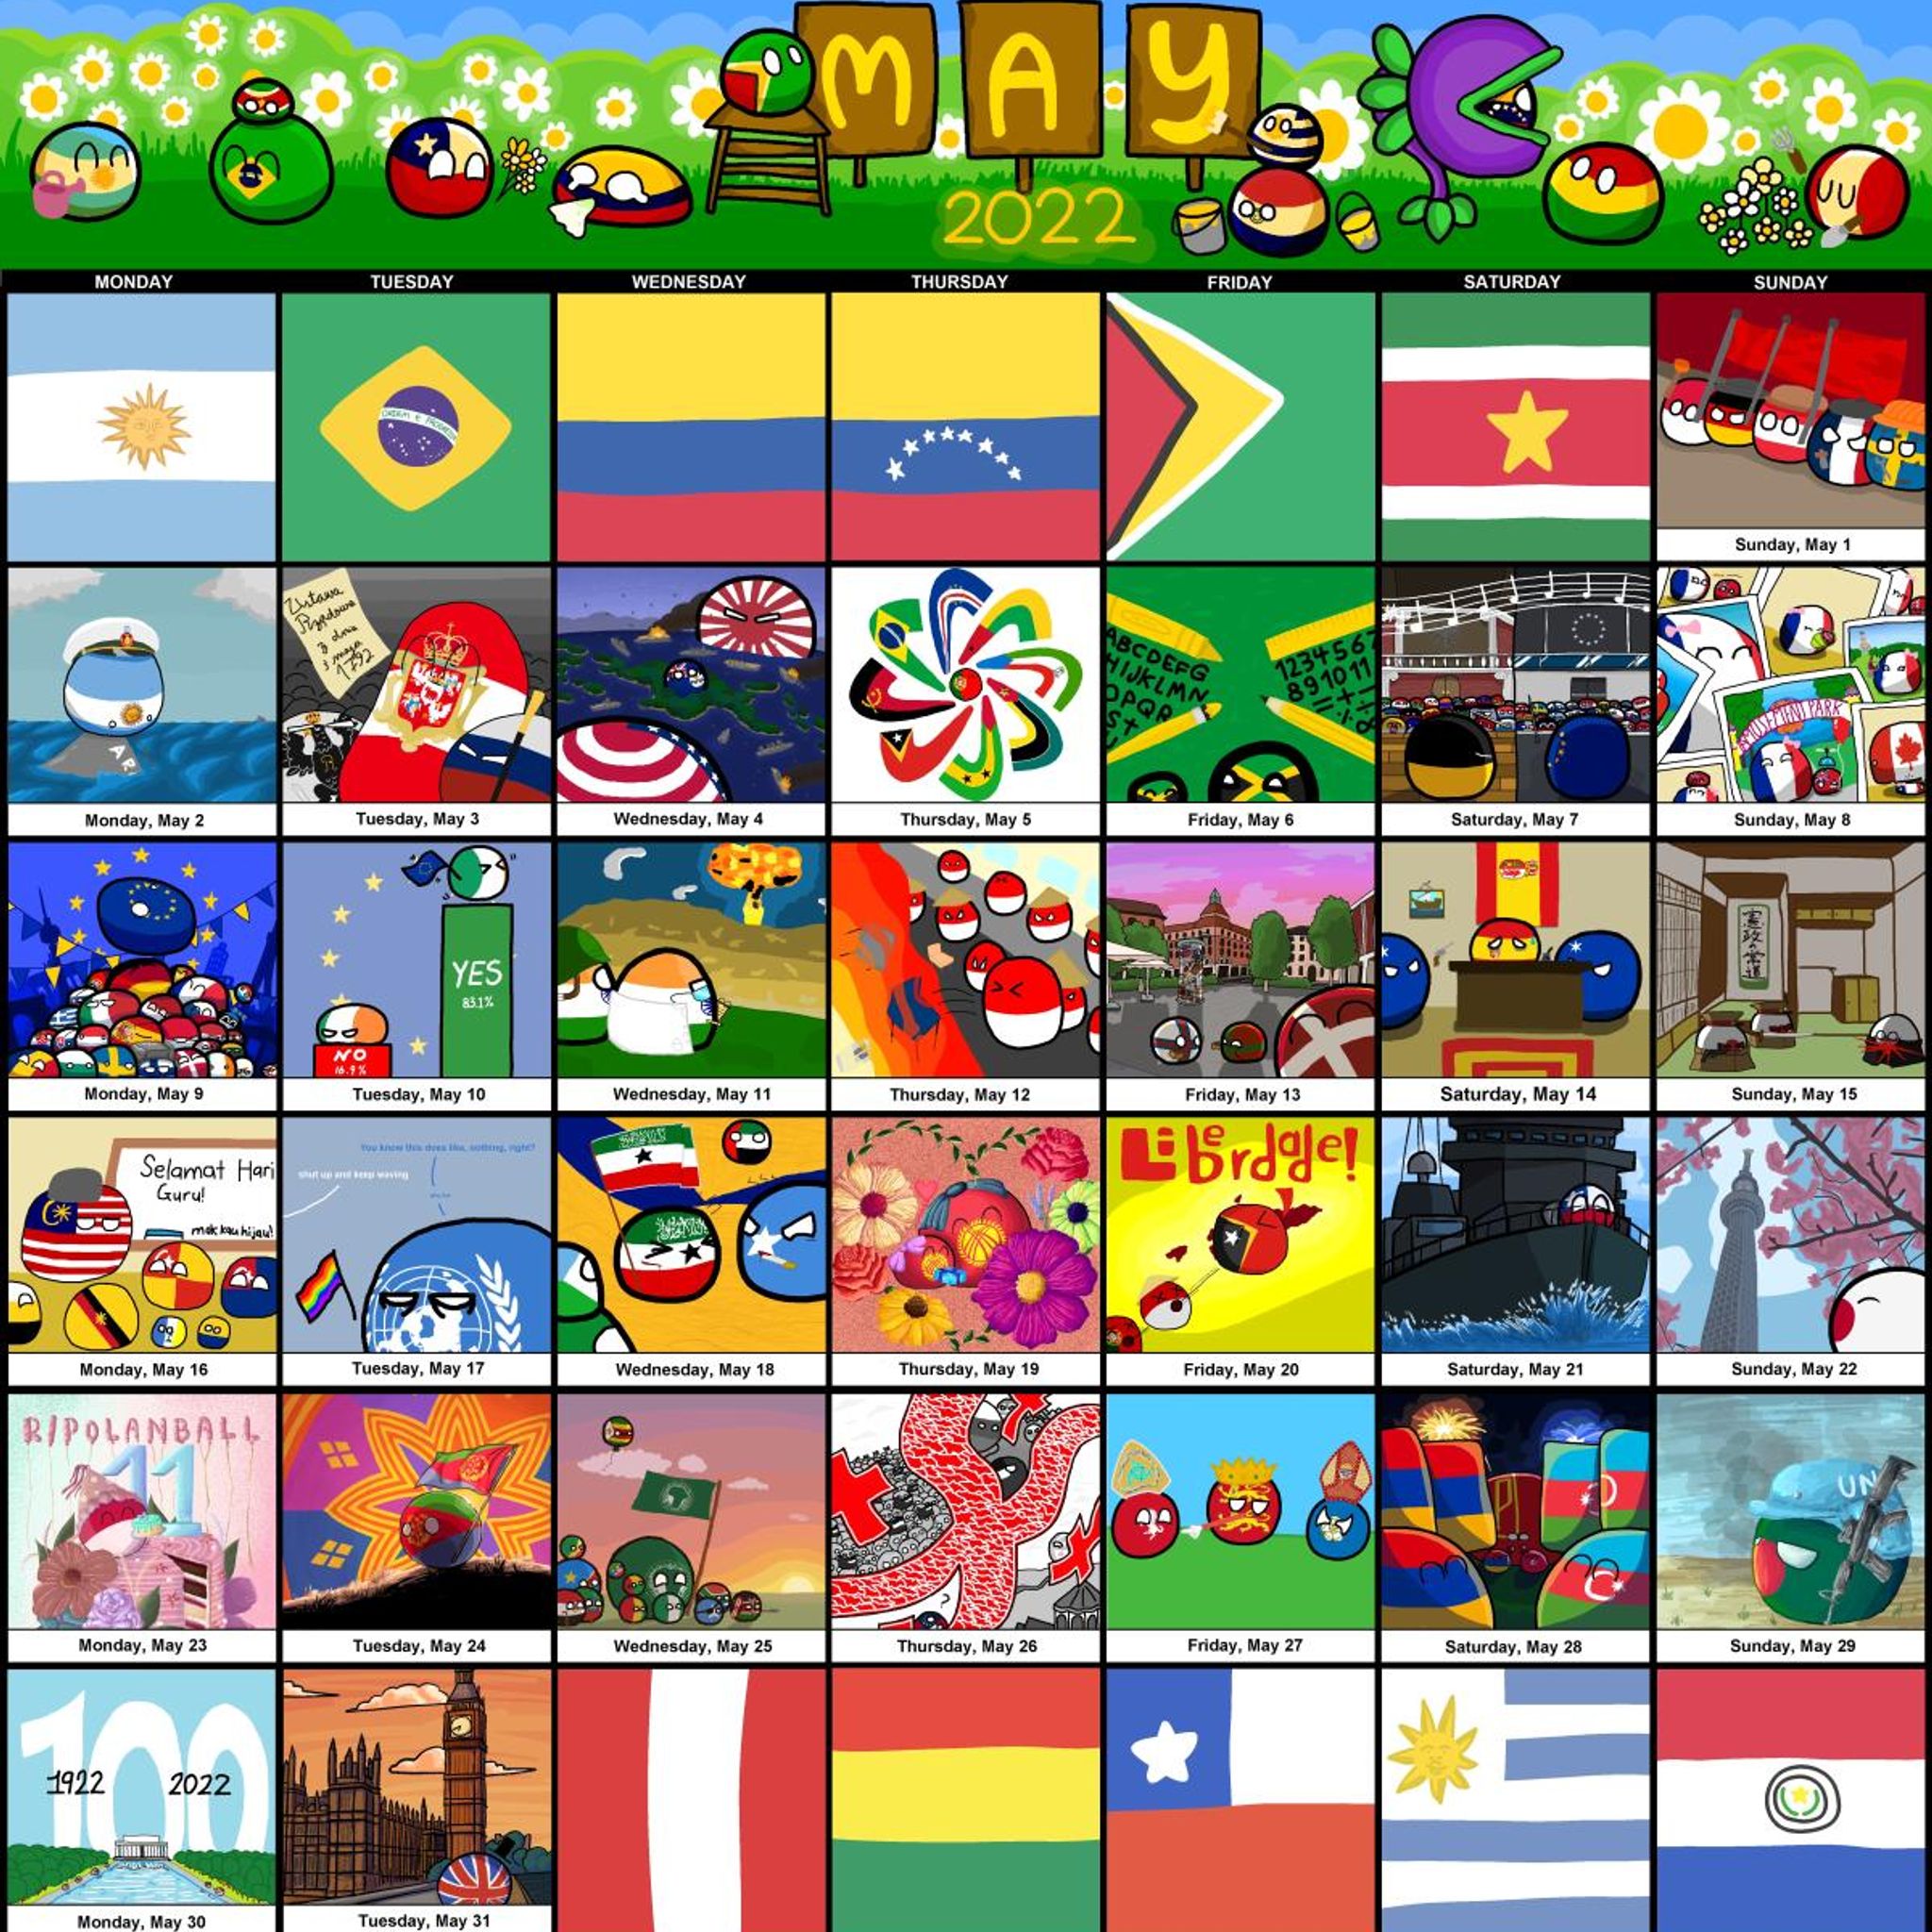 MAY
2022
MONDAY TUESDAY WEDNESDAY THURSDAY FRIDAY SATURDAY SUNDAY
ORDEM E PROGRESSO
Sunday, May 1
AR
Ustawa
Rządowa
z dnia
3 maja
1792
ABCDEFG
HIJKLMN
OPQR
ST
1234567
891011
AMUSEMENT PARK
Monday, May 2
Tuesday, May 3
Wednesday, May 4
Thursday, May 5
Friday, May 6
Saturday, May 7
Sunday, May 8
YES
83.1%
NO
16.9%
憲政の常道
Monday, May 9
Tuesday, May 10
Wednesday, May 11
Thursday, May 12
Friday, May 13
Saturday, May 14
Sunday, May 15
Selamat Hari
Guru!
mak kau hijau!
You know this does like, nothing, right?
shut up and keep waving
Liberdade!
Monday, May 16
Tuesday, May 17
Wednesday, May 18
Thursday, May 19
Friday, May 20
Saturday, May 21
Sunday, May 22
R/POLANBALL
11
?
UN
Monday, May 23
Tuesday, May 24
Wednesday, May 25
Thursday, May 26
Friday, May 27
Saturday, May 28
Sunday, May 29
100
1922 2022
Monday, May 30
Tuesday, May 31